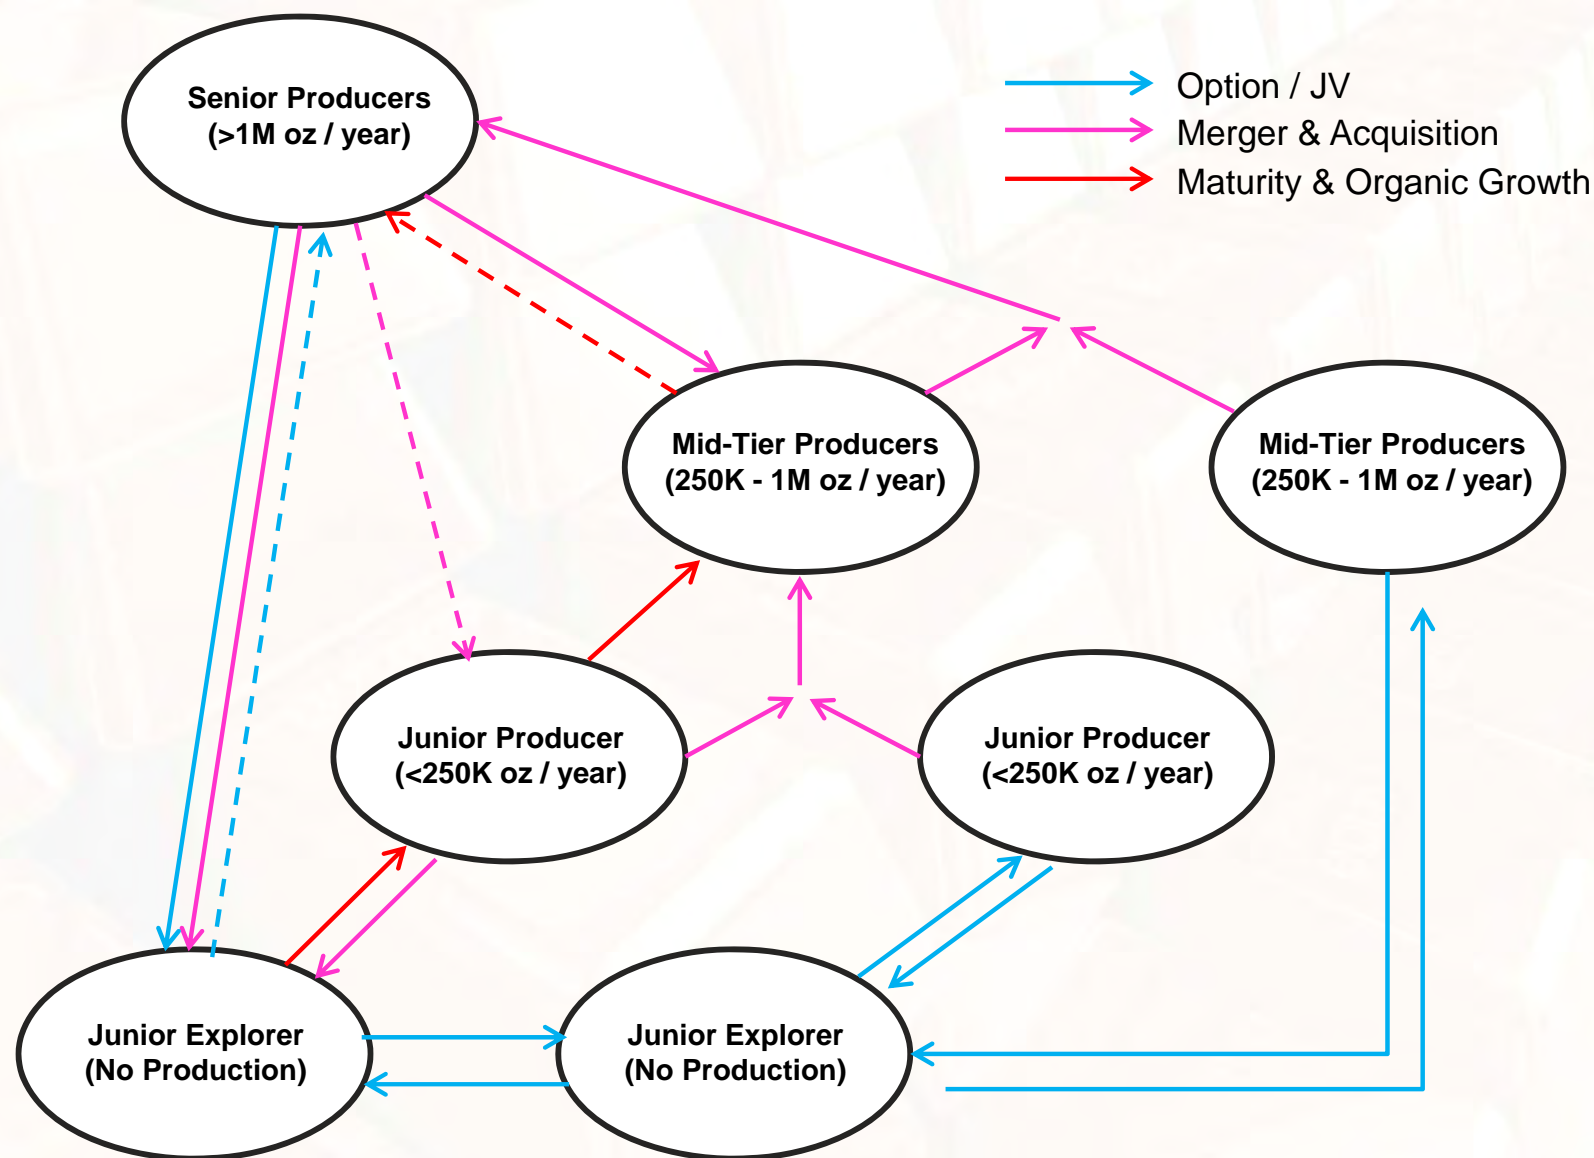 Senior Producers
(>1M oz / year)
Option / JV
Merger & Acquisition
Maturity & Organic Growth
Mid-Tier Producers
(250K - 1M oz / year)
Mid-Tier Producers
(250K - 1M oz / year)
Junior Producer
(<250K oz / year)
Junior Producer
(<250K oz / year)
Junior Explorer
(No Production)
Junior Explorer
(No Production)